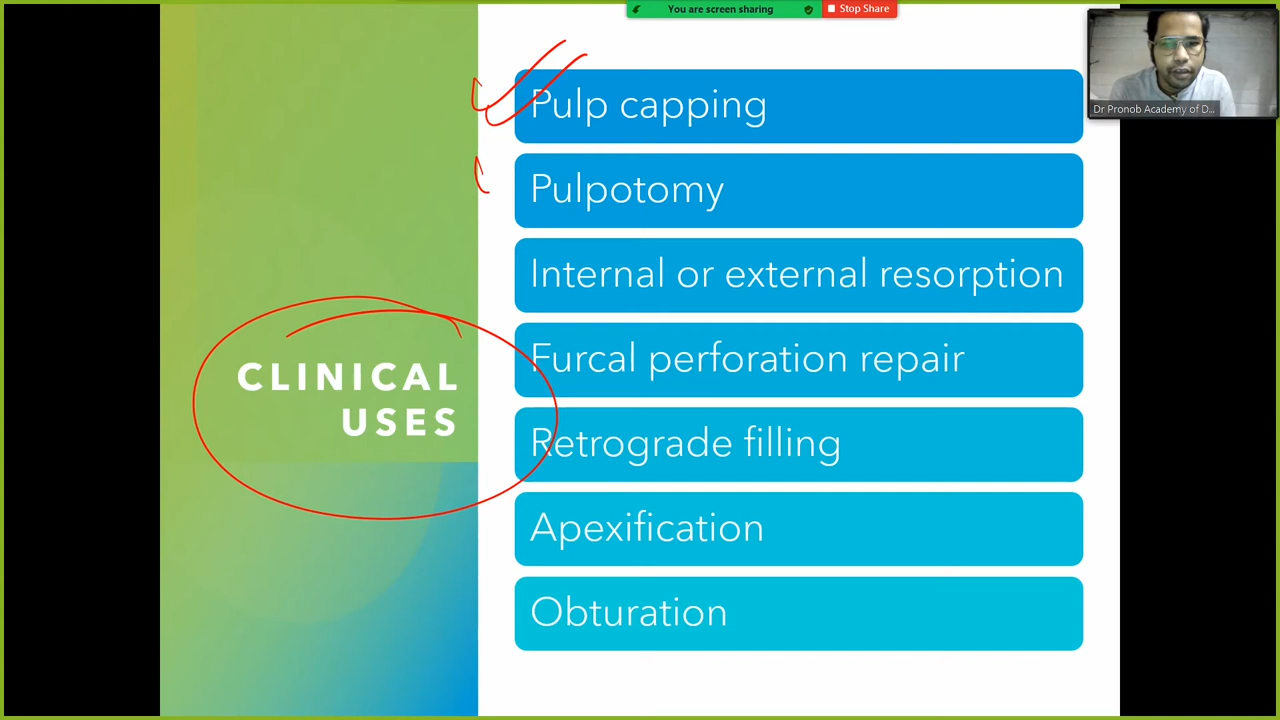 You are screen sharing
Stop Share
Dr Pronob Academy of D...
Pulp capping
Pulpotomy
Internal or external resorption
Furcal perforation repair
Retrograde filling
Apexification
Obturation
CLINICAL
USES